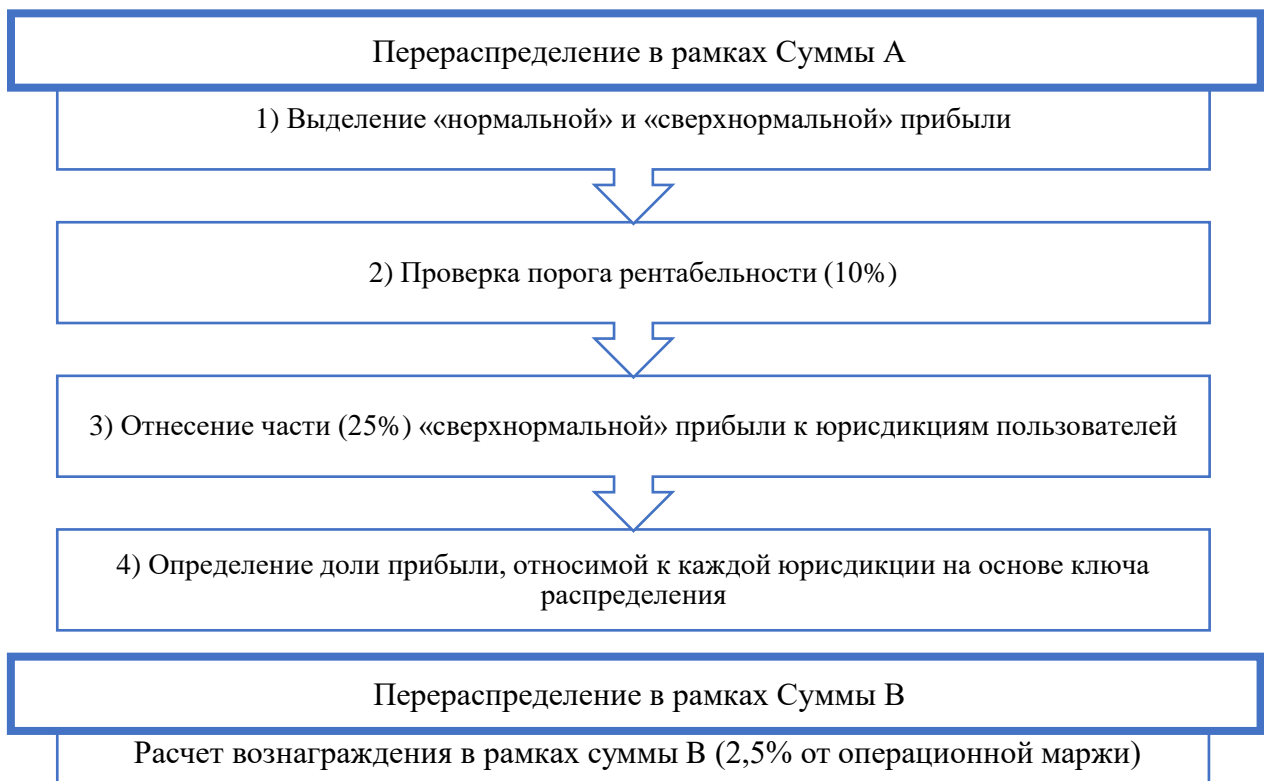 Перераспределение в рамках Суммы А
1) Выделение «нормальной» и «сверхнормальной» прибыли
2) Проверка порога рентабельности (10%)
3) Отнесение части (25%) «сверхнормальной» прибыли к юрисдикциям пользователей
4) Определение доли прибыли, относимой к каждой юрисдикции на основе ключа
распределения
Перераспределение в рамках Суммы В
Расчет вознаграждения в рамках суммы В (2,5% от операционной маржи)